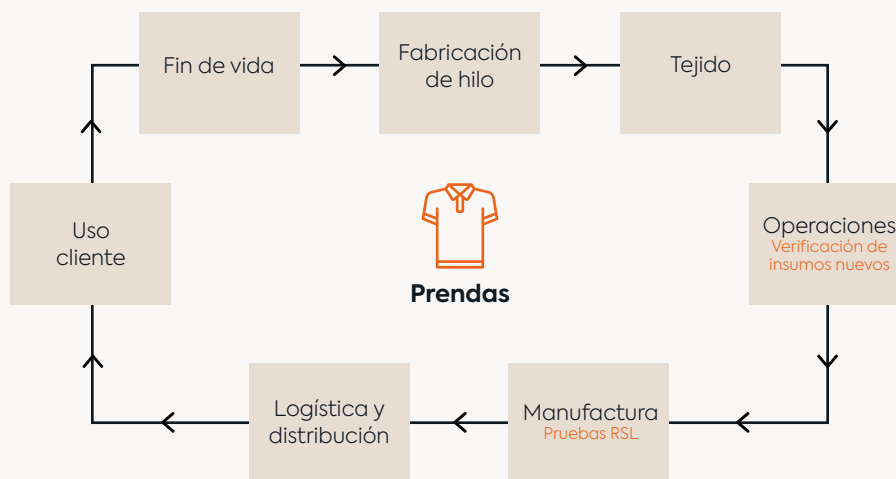 Fin de vida
Fabricación
de hilo
Tejido
Operaciones
Verificación de
insumos nuevos
Manufactura
Pruebas RSL
Logística y
distribución
Uso
cliente
Prendas